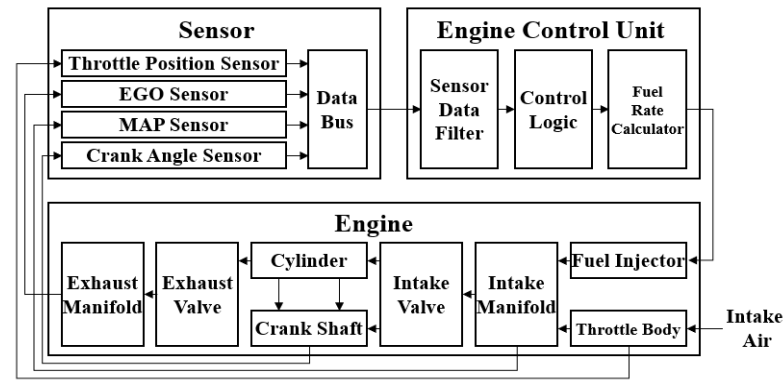 Sensor
Throttle Position Sensor
EGO Sensor
MAP Sensor
Crank Angle Sensor
Data
Bus
Engine Control Unit
Sensor
Data
Filter
Control
Logic
Fuel
Rate
Calculator
Engine
Exhaust
Manifold
Exhaust
Valve
Cylinder
Crank Shaft
Intake
Valve
Intake
Manifold
Fuel Injector
Throttle Body
Intake
Air